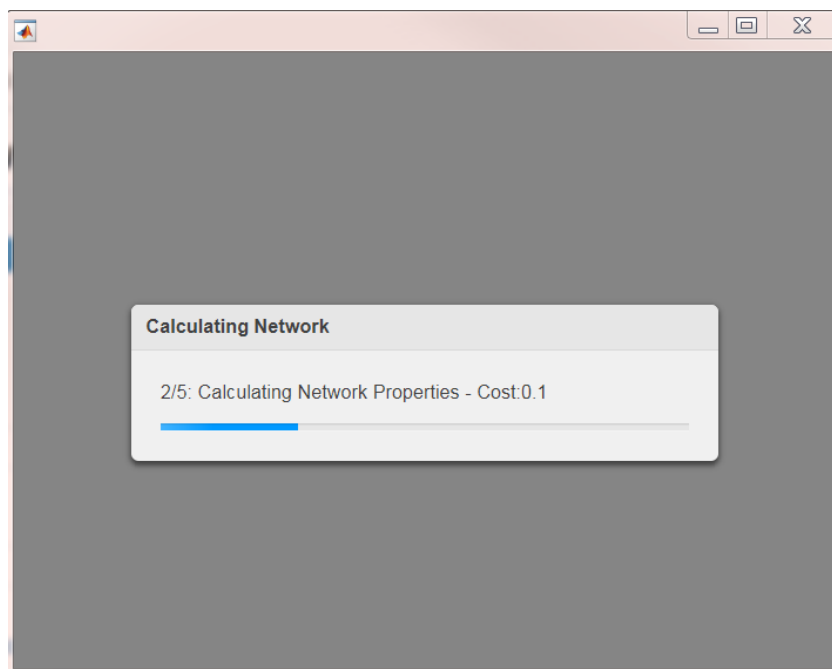 Calculating Network
2/5: Calculating Network Properties - Cost:0.1